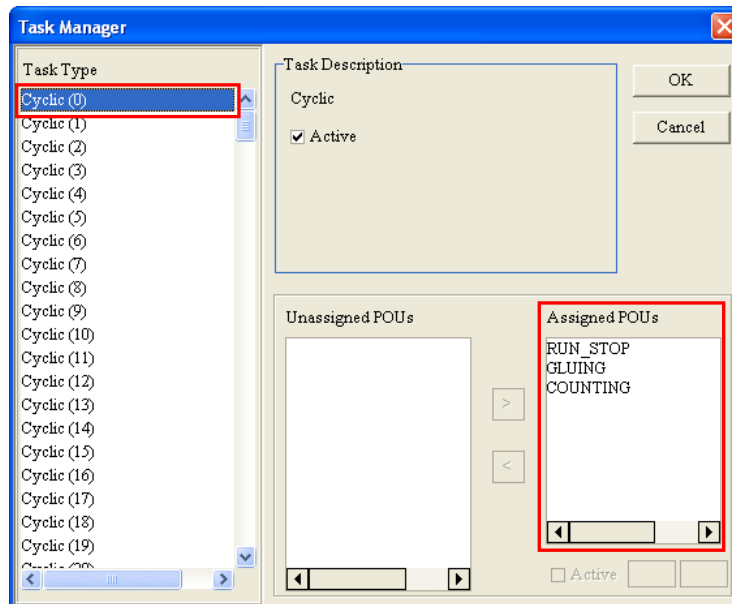 Task Manager
Task Type
Cyclic (0)
Cyclic (1)
Cyclic (2)
Cyclic (3)
Cyclic (4)
Cyclic (5)
Cyclic (6)
Cyclic (7)
Cyclic (8)
Cyclic (9)
Cyclic (10)
Cyclic (11)
Cyclic (12)
Cyclic (13)
Cyclic (14)
Cyclic (15)
Cyclic (16)
Cyclic (17)
Cyclic (18)
Cyclic (19)
Cyclic (20)
Task Description
Cyclic
Active
OK
Cancel
Unassigned POUs
>
<
Assigned POUs
RUN_STOP
GLUING
COUNTING
Active